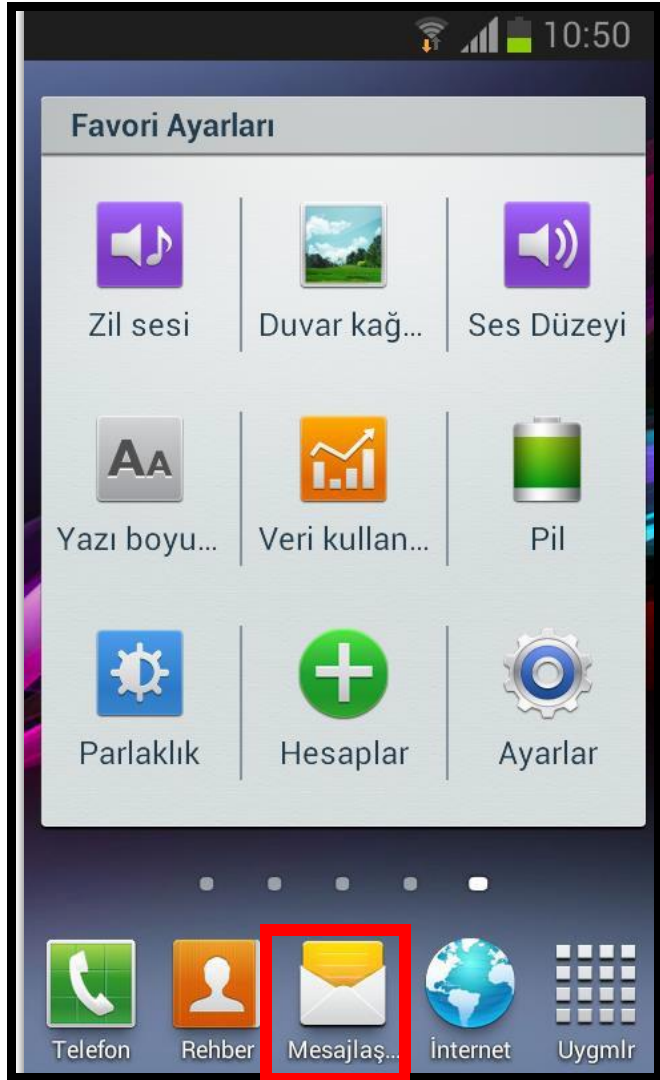 10:50
Favori Ayarları
Zil sesi
Duvar kağ...
Ses Düzeyi
AA
Yazı boyu...
Veri kullan...
Pil
Parlaklık
Hesaplar
Ayarlar
Telefon
Rehber
Mesajlaş...
İnternet
Uygmlr